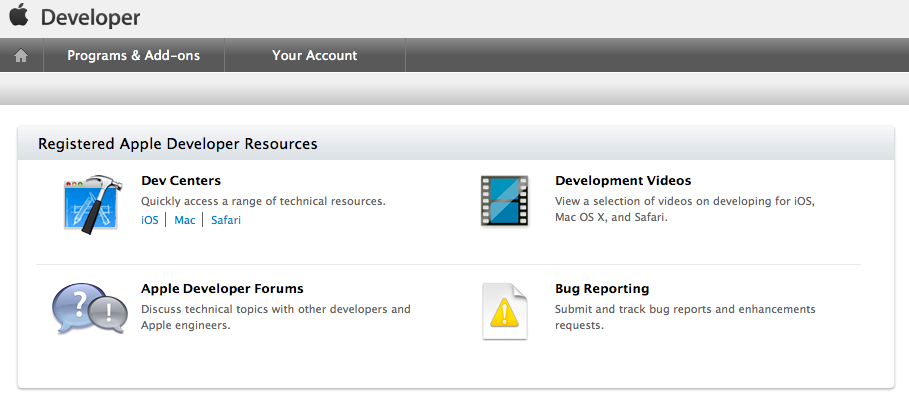 Developer
Programs & Add-ons
Your Account
Registered Apple Developer Resources
Dev Centers
Quickly access a range of technical resources.
iOS | Mac | Safari
Development Videos
View a selection of videos on developing for iOS,
Mac OS X, and Safari.
Apple Developer Forums
Discuss technical topics with other developers and
Apple engineers.
Bug Reporting
Submit and track bug reports and enhancements
requests.